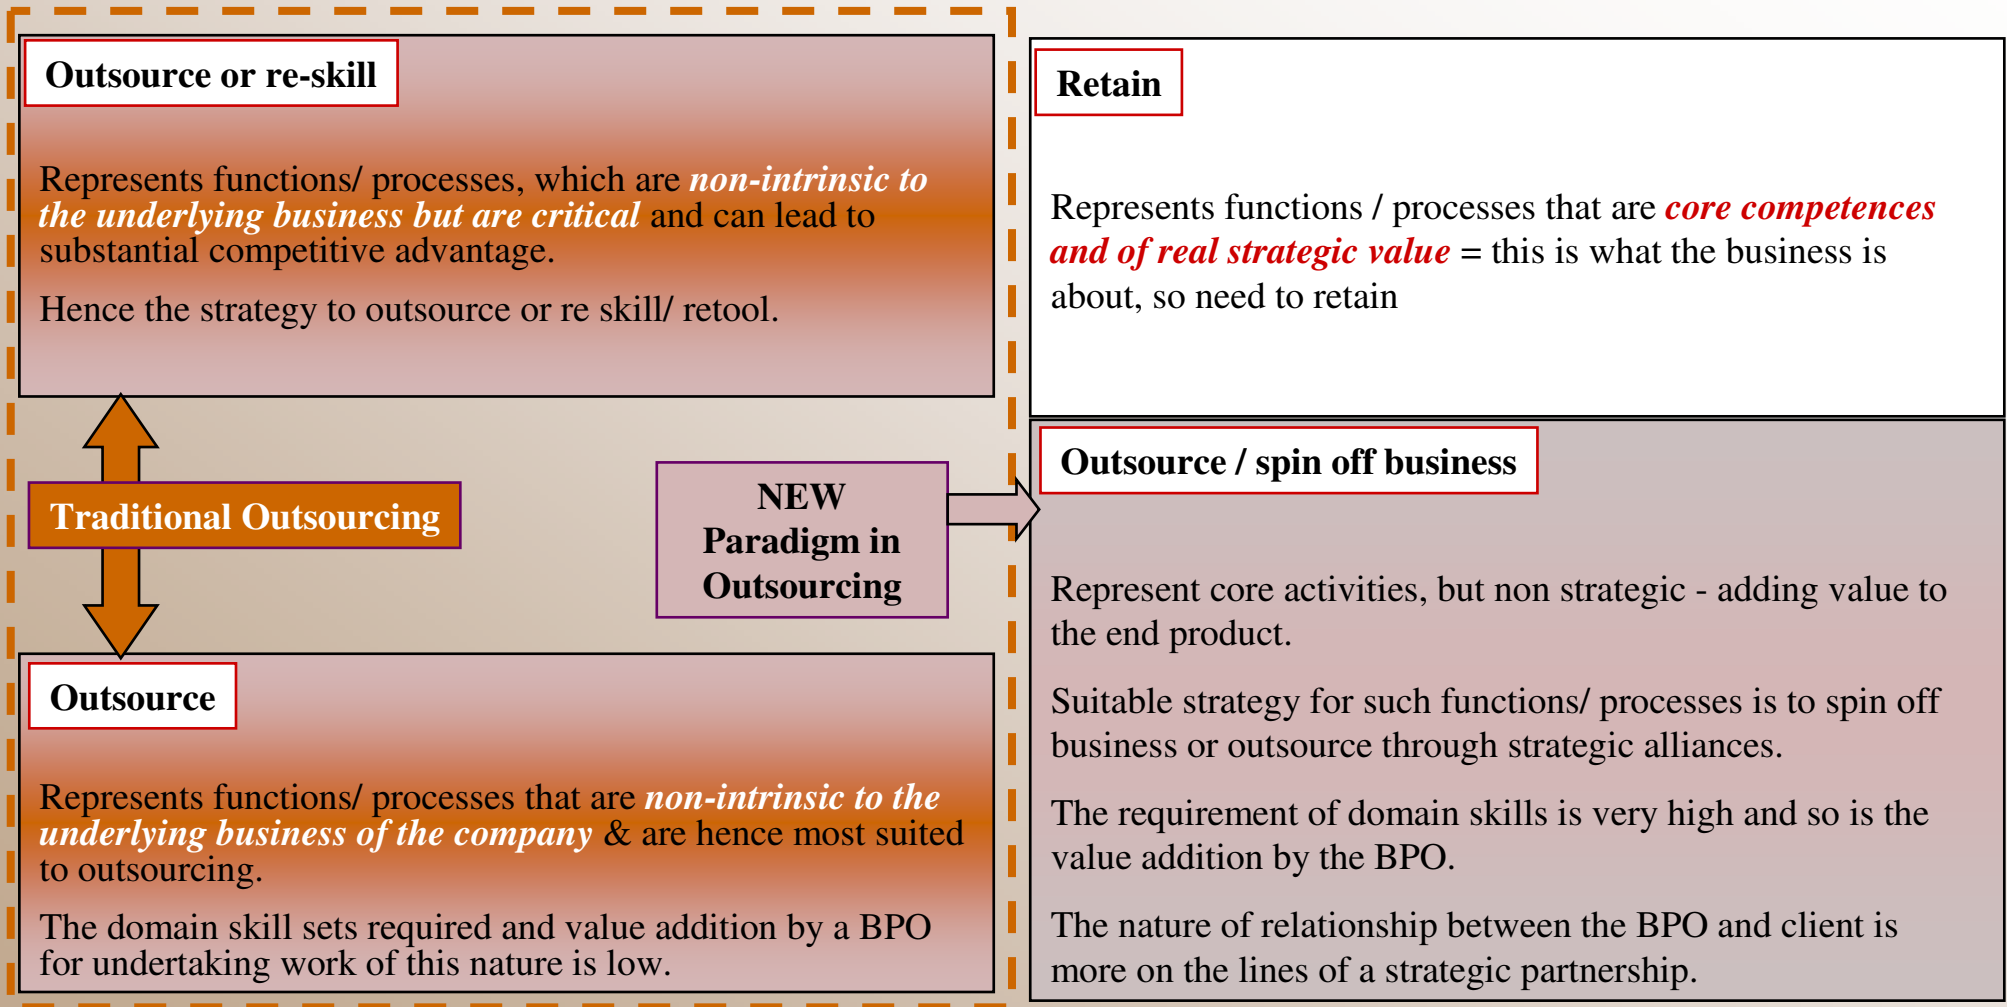 Outsource or re-skill
Represents functions/ processes, which are non-intrinsic to
the underlying business but are critical and can lead to
substantial competitive advantage.
Hence the strategy to outsource or re skill/ retool.
Retain
Represents functions / processes that are core competences
and of real strategic value = this is what the business is
about, so need to retain
Traditional Outsourcing
NEW
Paradigm in
Outsourcing
Outsource
Represents functions/ processes that are non-intrinsic to the
underlying business of the company & are hence most suited
to outsourcing.
The domain skill sets required and value addition by a BPO
for undertaking work of this nature is low.
Outsource / spin off business
Represent core activities, but non strategic - adding value to
the end product.
Suitable strategy for such functions/ processes is to spin off
business or outsource through strategic alliances.
The requirement of domain skills is very high and so is the
value addition by the BPO.
The nature of relationship between the BPO and client is
more on the lines of a strategic partnership.